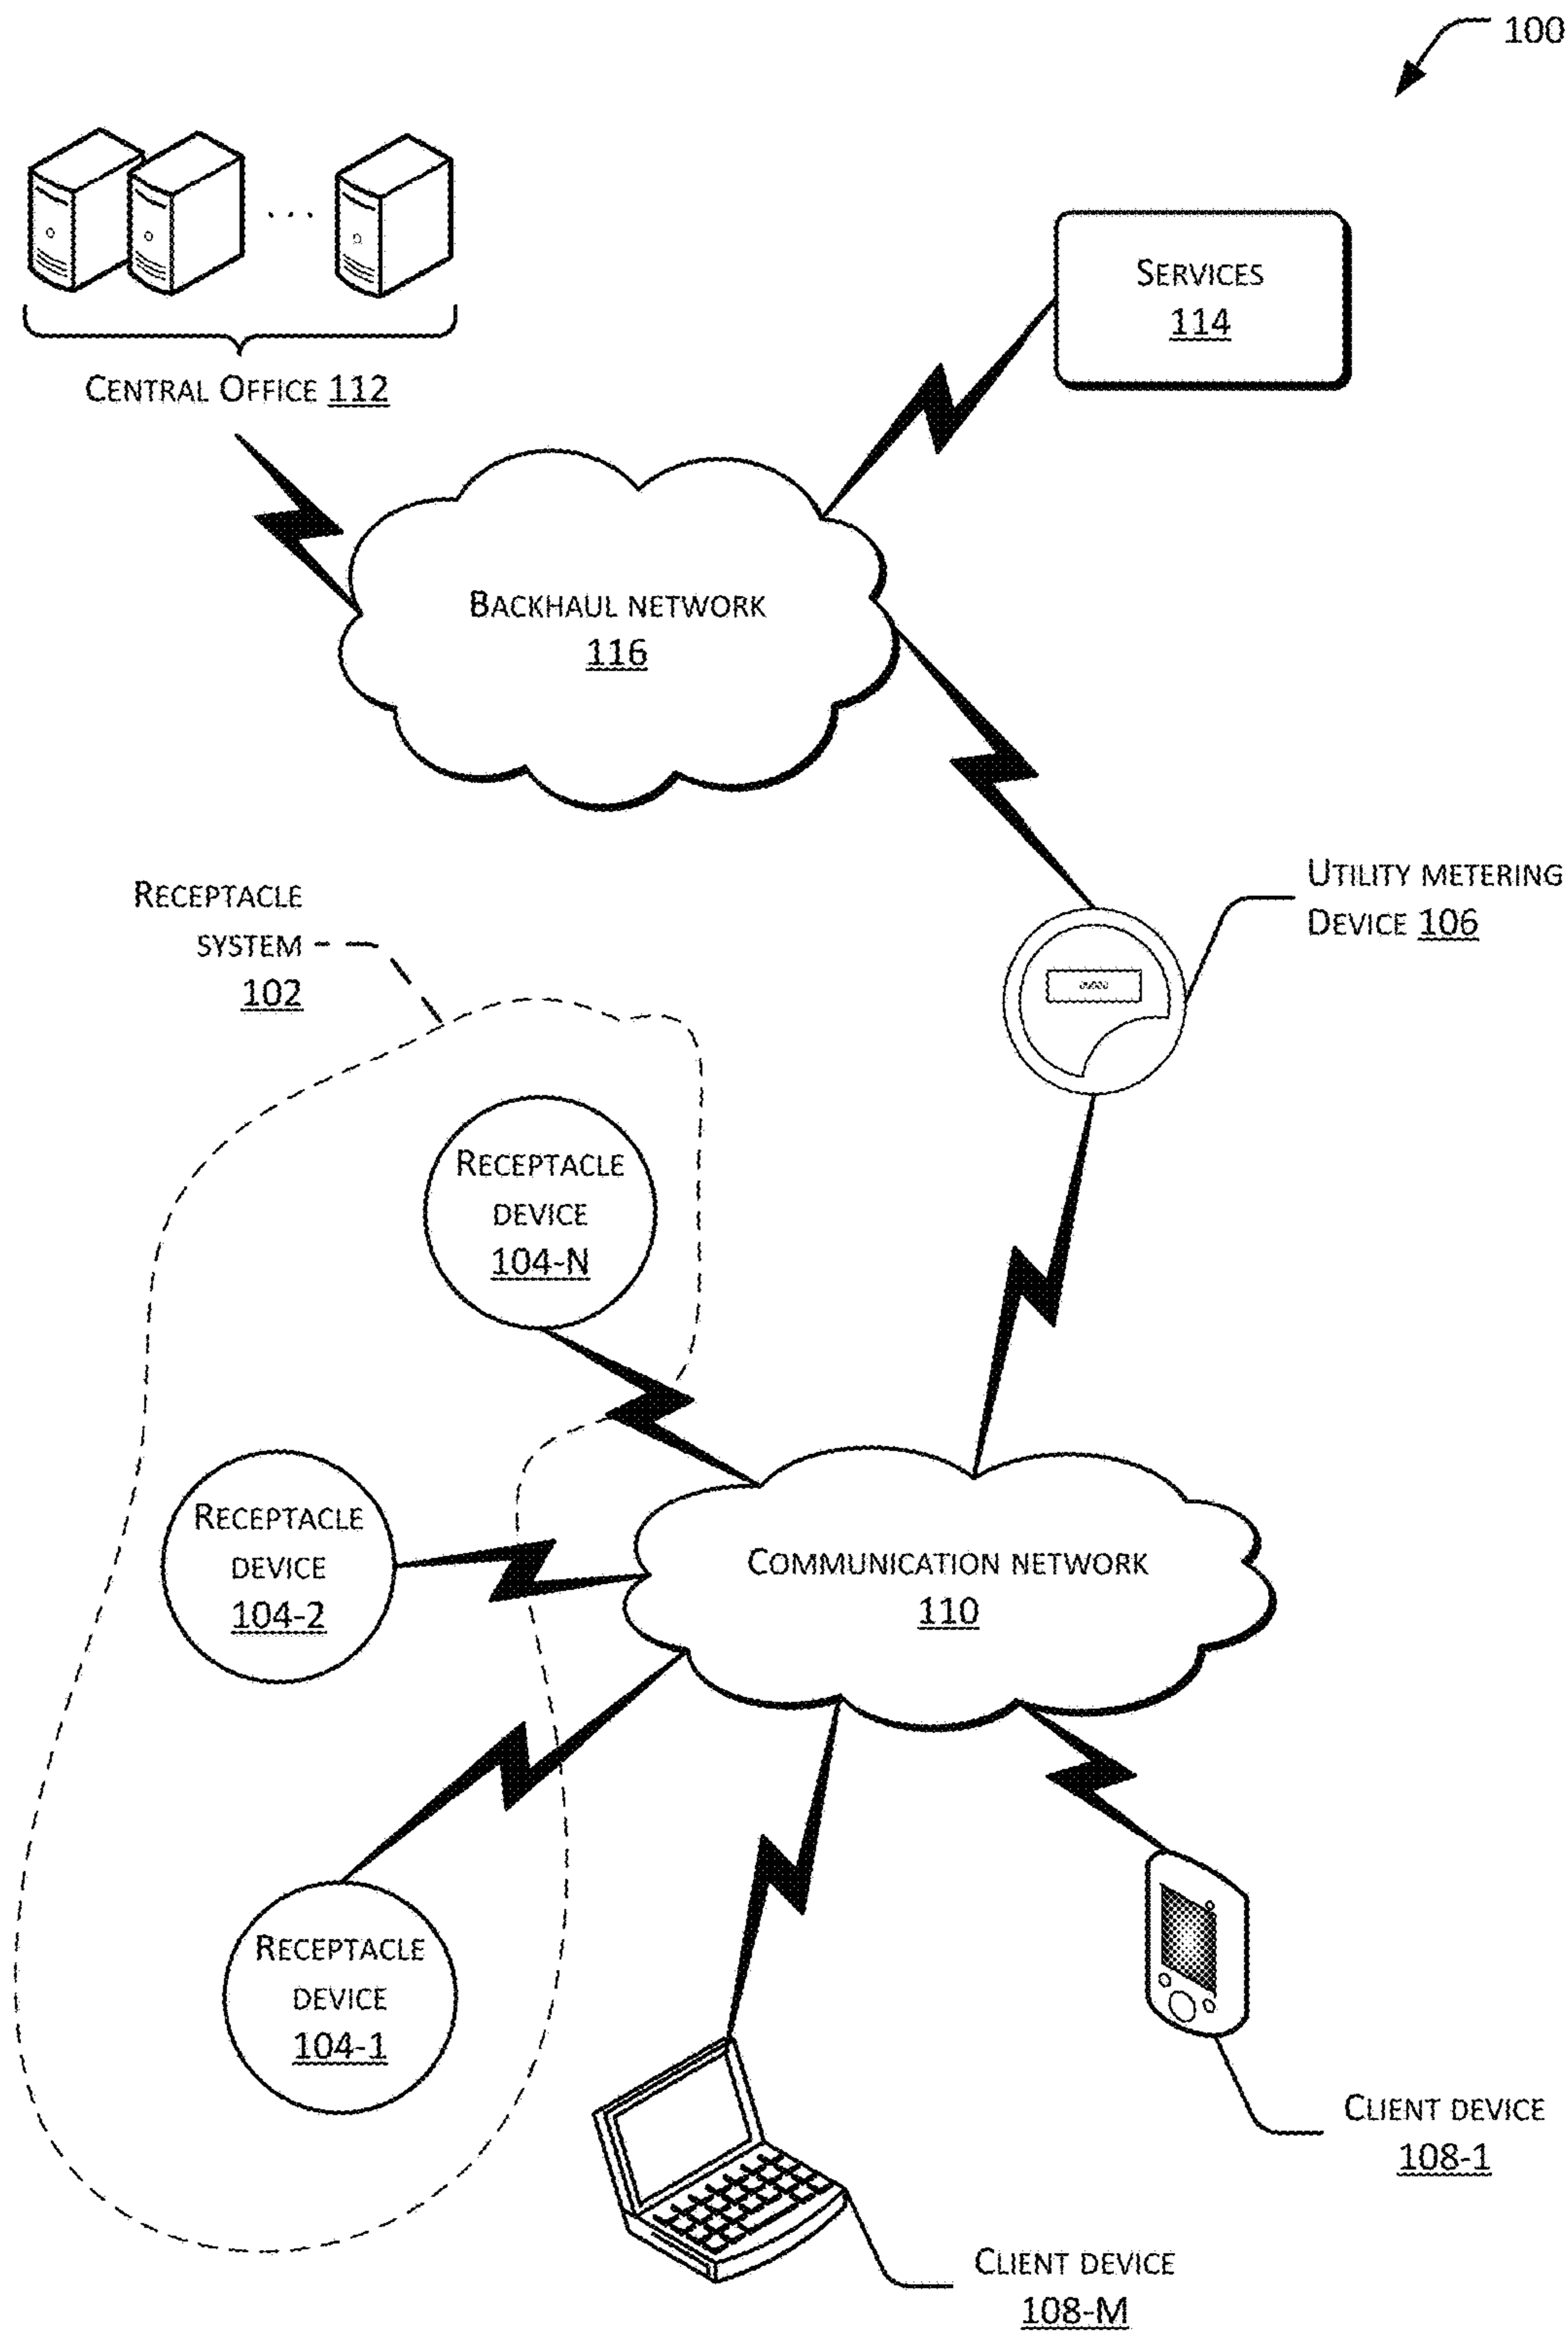 100
SERVICES
114
CENTRAL OFFICE 112
BACKHAUL NETWORK
116
UTILITY METERING
DEVICE 106
RECEPTACLE
SYSTEM
102
RECEPTACLE
DEVICE
104-N
RECEPTACLE
DEVICE
104-2
COMMUNICATION NETWORK
110
RECEPTACLE
DEVICE
104-1
CLIENT DEVICE
108-1
CLIENT DEVICE
108-M